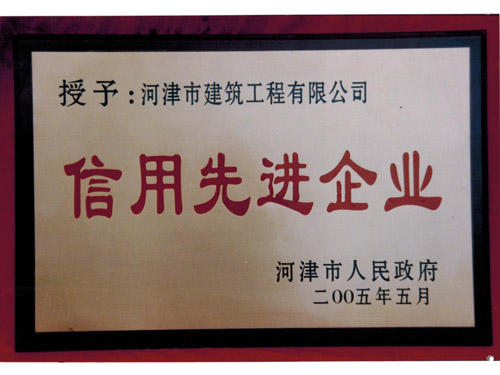 授予：河津市建筑工程有限公司
信用先进企业
河津市人民政府
二00五年五月